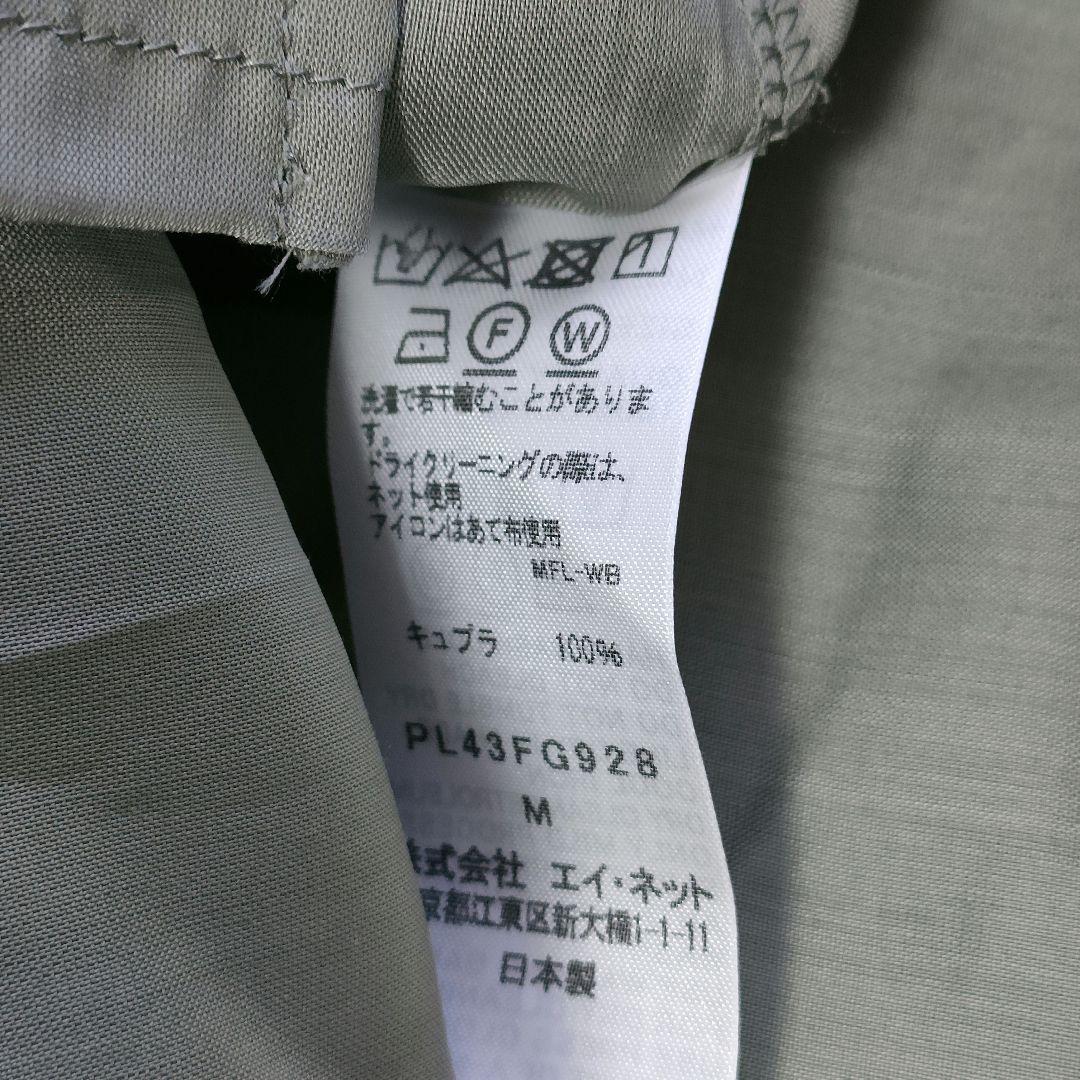 F W
洗濯で若干縮むことがありま
す。
ドライクリーニングの際は、
ネット使用
アイロンはあて布使用
MFL-WB
キュプラ 100%
PL43FG928
M
株式会社 エイ・ネット
京都江東区新大橋1-1-11
日本製